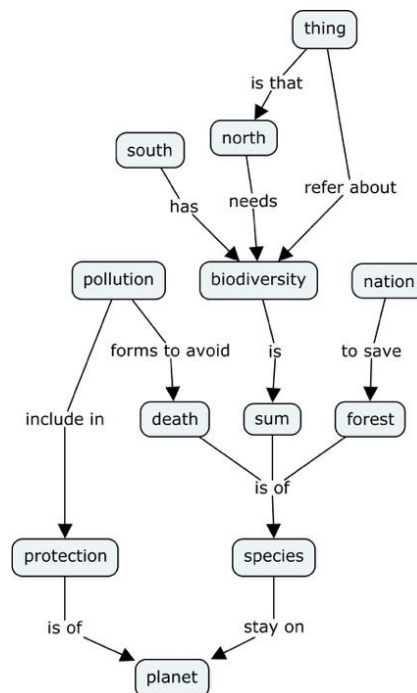 thing
is that
south
north
has
needs
refer about
pollution
biodiversity
nation
forms to avoid
is
to save
include in
death
sum
forest
is of
protection
species
is of
stay on
planet